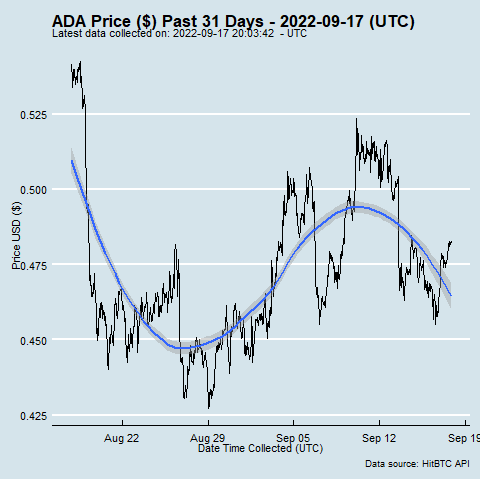 ADA Price ($) Past 31 Days - 2022-09-17 (UTC)
Latest data collected on: 2022-09-17 20:03:42 - UTC
Price USD ($)
0.525
0.500
0.475
0.450
0.425
Aug 22 Aug 29 Sep 05 Sep 12 Sep 19
Date Time Collected (UTC)
Data source: HitBTC API